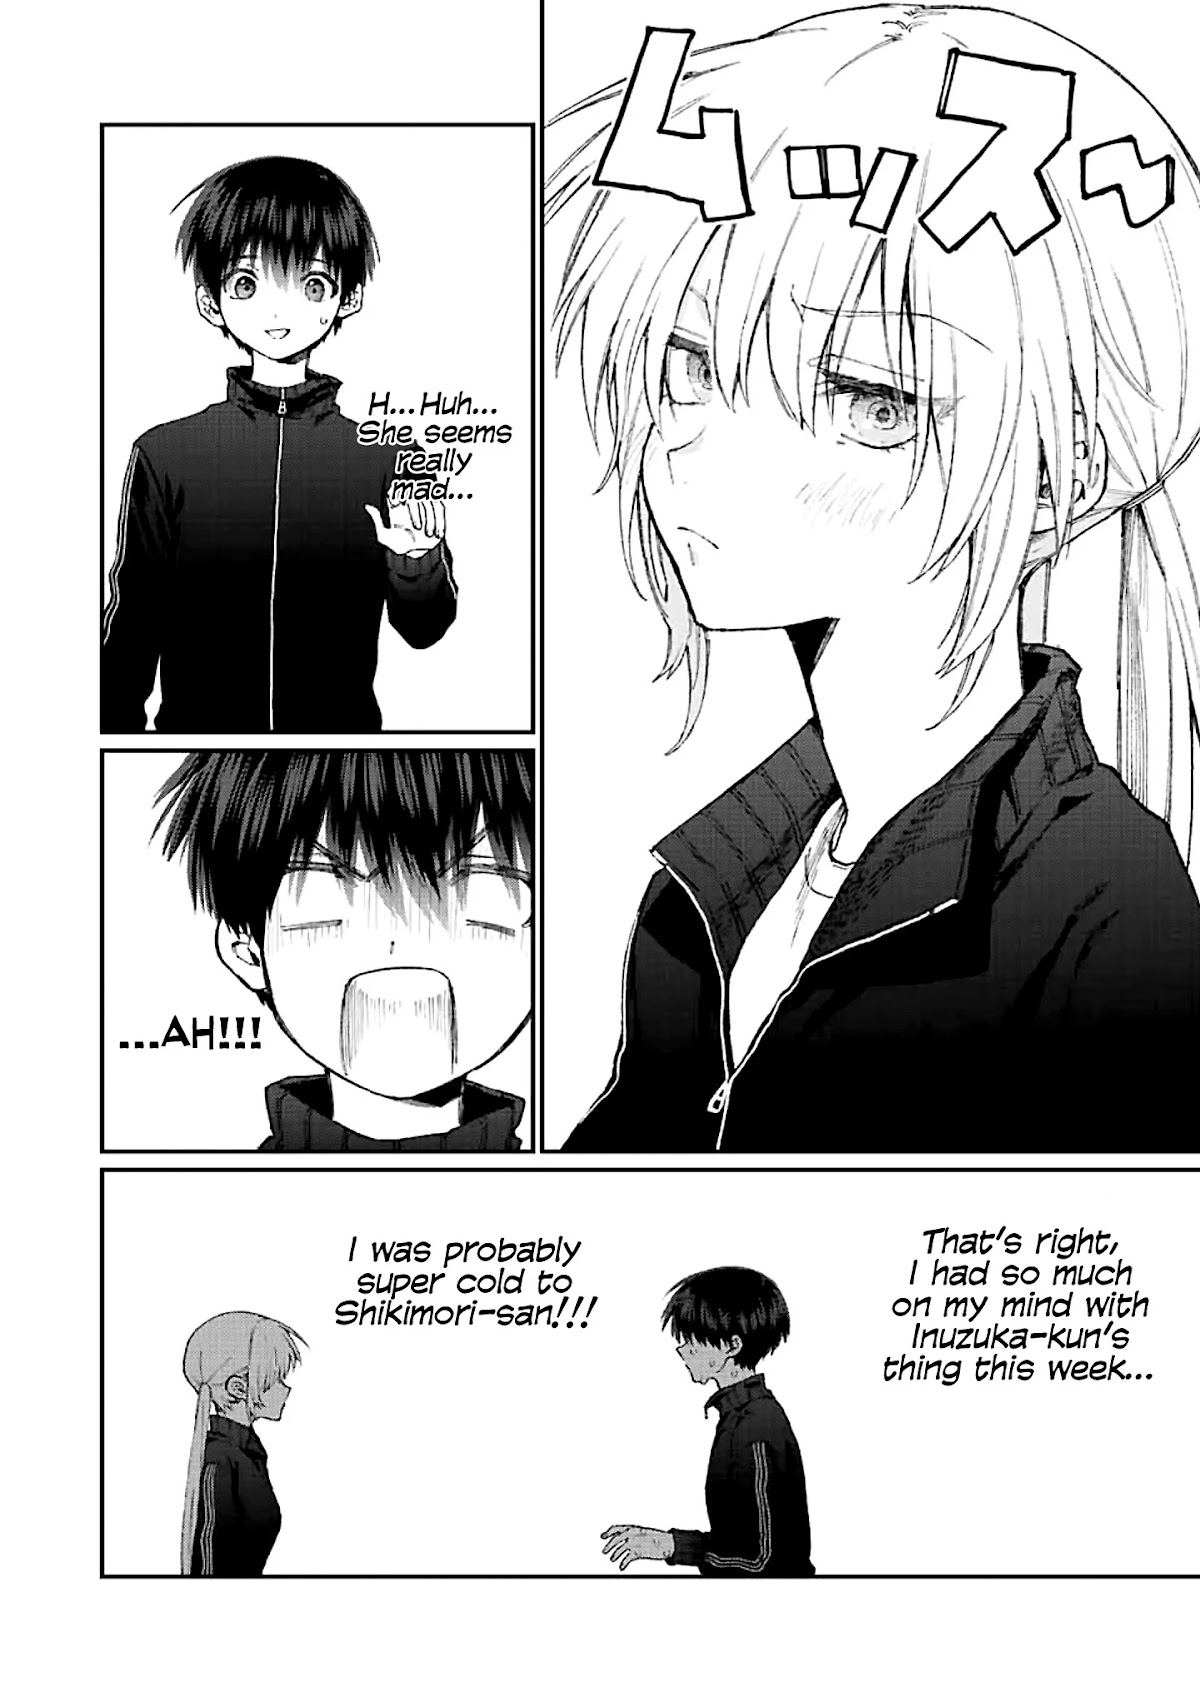 ムッス～
H...Huh...
She seems
really
mad...
...AH!!!
That's right,
I had so much
on my mind with
Inuzuka-kun's
thing this week...
I was probably
super cold to
Shikimori-san!!!